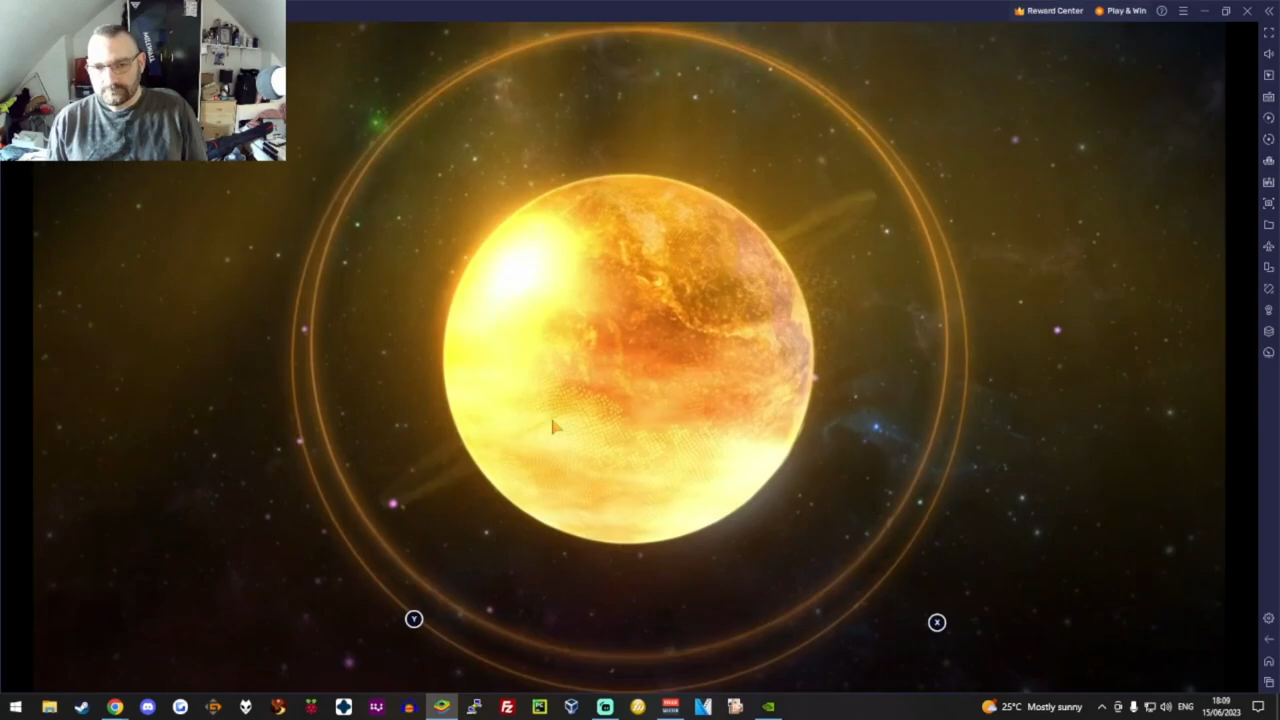 Reward Center
Play & Win
Y
X
25°C Mostly sunny
ENG
18:09
15/06/2023